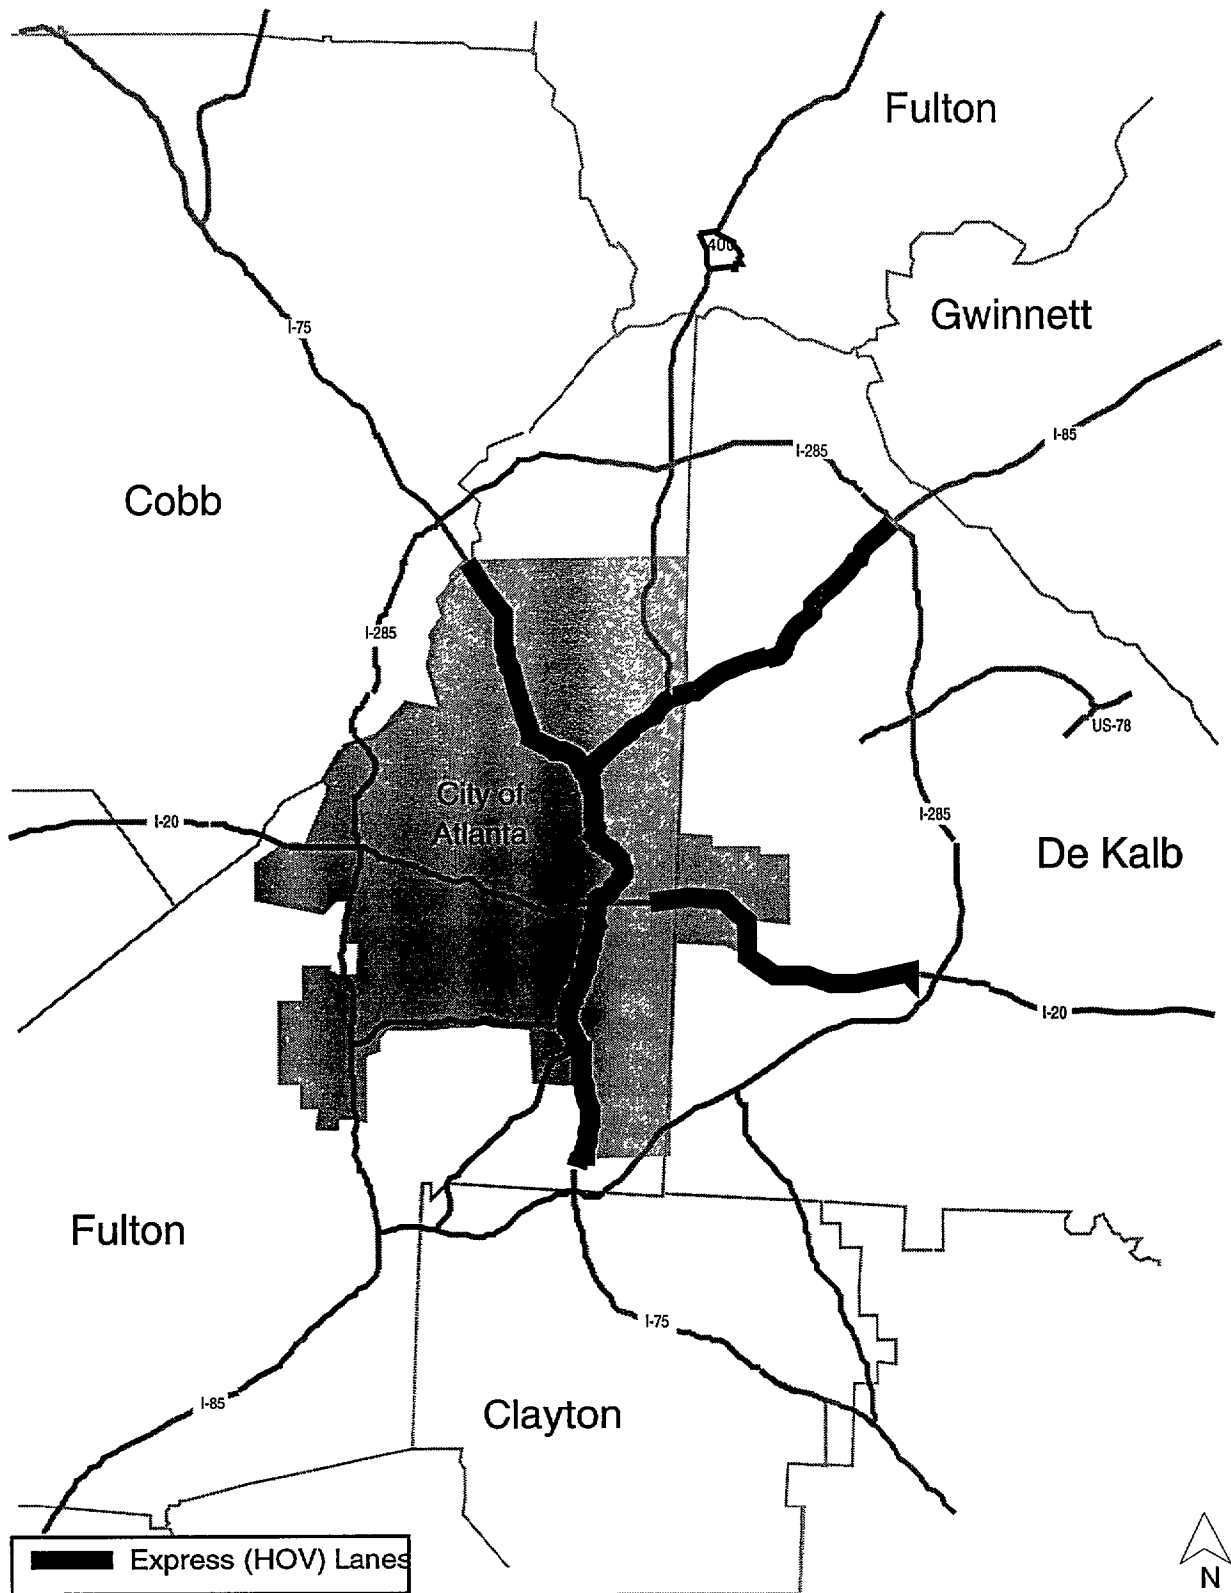 Fulton
400
Gwinnett
I-75
I-85
I-285
Cobb
I-285
US-78
City of
Atlanta
I-20
I-285
De Kalb
I-20
Fulton
I-75
I-85
Clayton
Express (HOV) Lanes
N